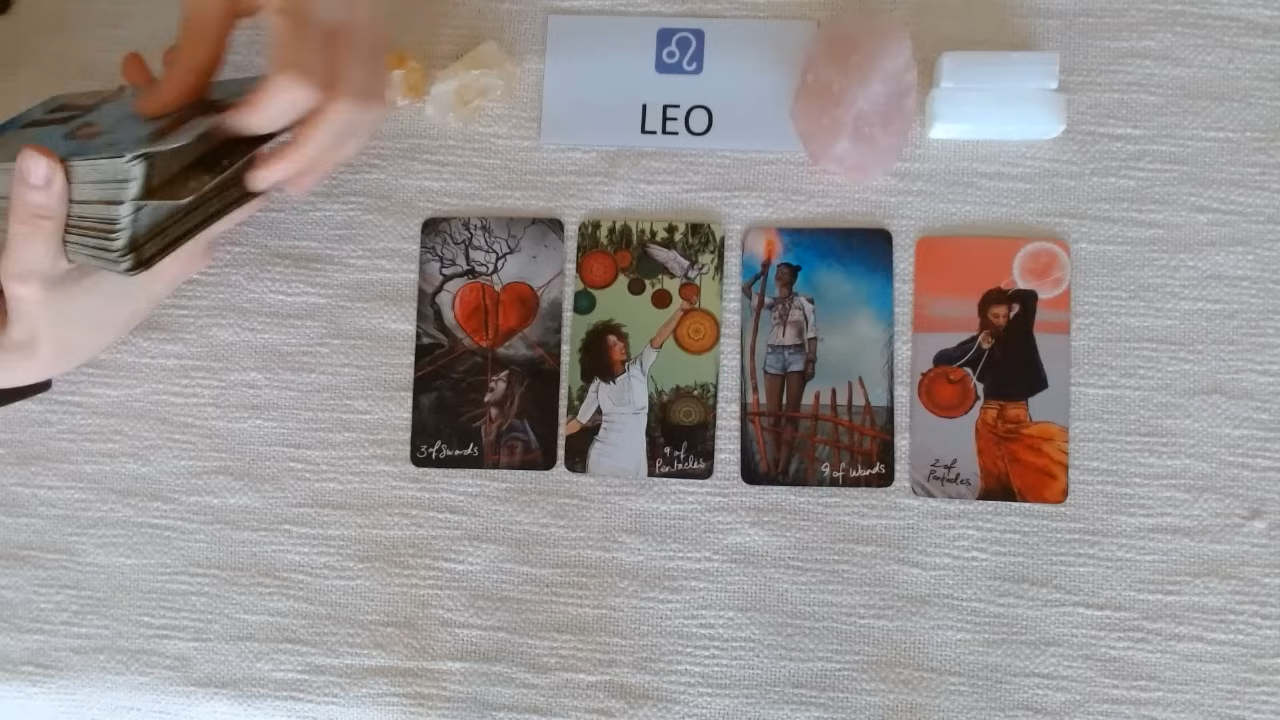 ♌
LEO
3 of Swords
9 of
Pentacles
9 of Wands
2 of
Pentacles